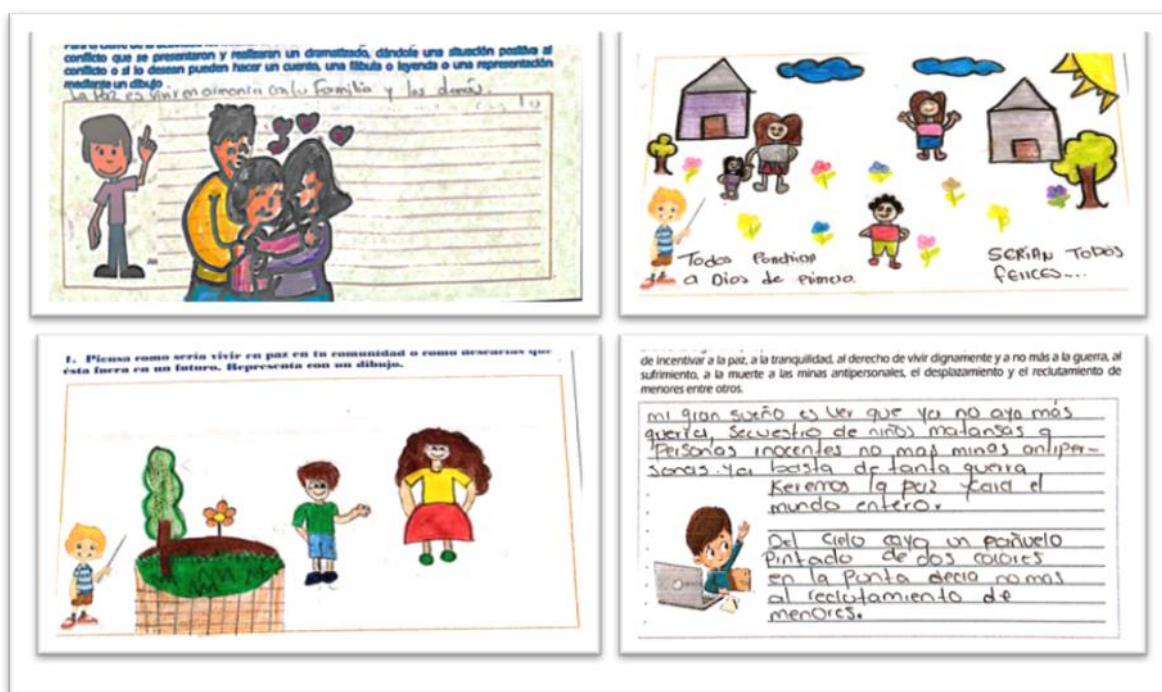 conflicto que se presentaron y realizaran un dramatizado, dándole una situación positiva al
conflicto o si lo desean pueden hacer un cuento, una fábula o leyenda o una representación
mediante un dibujo
La Paz es vivir en armonia con la Familia y los demás.
Todos Pondrian
a Dios de primero.
SERiAN TODOS
feLiCES....
1. Piensa como sería vivir en paz en tu comunidad o como desearías que
ésta fuera en un futuro. Representa con un dibujo.
de incentivar a la paz, a la tranquilidad, al derecho de vivir dignamente y a no más a la guerra, al
sufrimiento, a la muerte a las minas antipersonales, el desplazamiento y el reclutamiento de
menores entre otros.
mi gran sueño es ver que ya no aya más
guerra, secuestro de niños matansas a
Personas inocentes no mas minas antiper-
sonas. Ya basta de tanta guerra
Keremos la paz para el
mundo entero.
Del cielo cayo un pañuelo
Pintado de dos colores
en la Punta decia no mas
al reclutamiento de
menores.